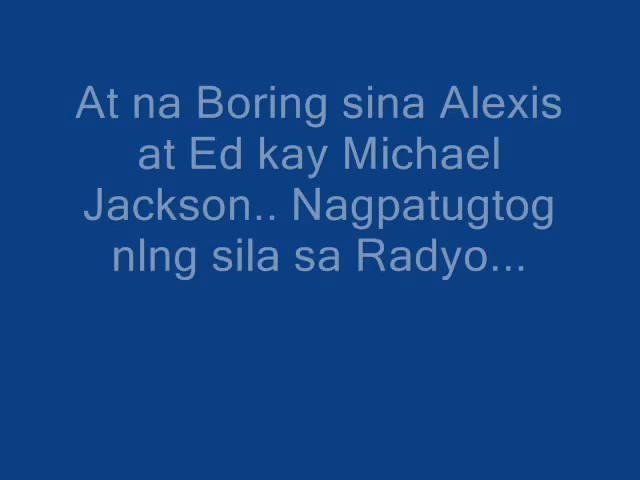 At na Boring sina Alexis
at Ed kay Michael
Jackson.. Nagpatugtog
nlng sila sa Radyo...